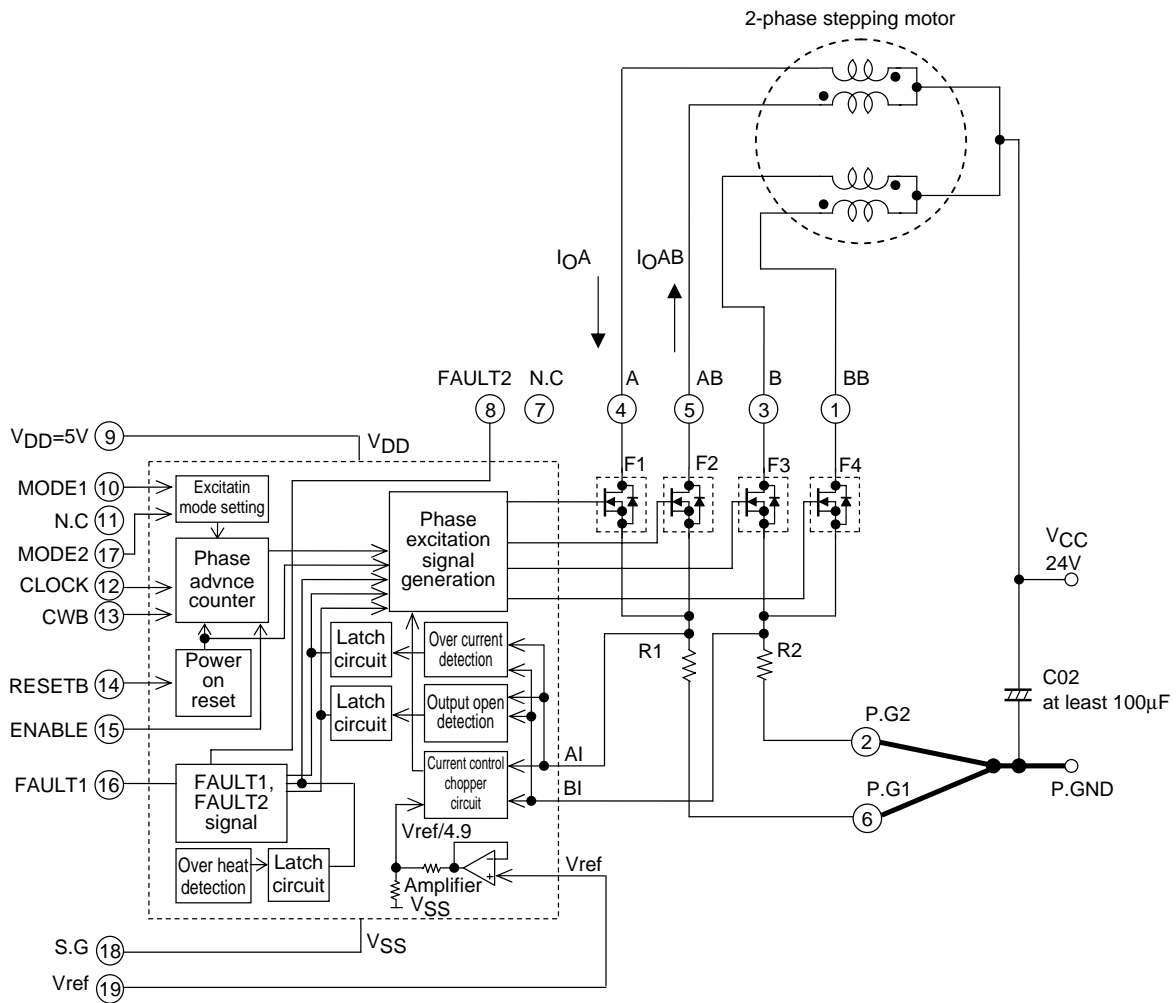 2-phase stepping motor
IOA
IOAB
FAULT2
N.C
A
AB
B
BB
8
7
4
5
3
1
VDD=5V
9
VDD
F1
F2
F3
F4
MODE1
10
Excitatin
mode setting
N.C
11
MODE2
17
Phase
advnce
counter
CLOCK
12
CWB
13
Phase
excitation
signal
generation
VCC
24V
Latch
circuit
Over current
detection
R1
R2
RESETB
14
Power
on
reset
Latch
circuit
Output open
detection
C02
at least 100μF
ENABLE
15
P.G2
2
AI
FAULT1
16
FAULT1,
FAULT2
signal
Current control
chopper
circuit
BI
P.G1
6
P.GND
Vref/4.9
Over heat
detection
Latch
circuit
Amplifier
VSS
Vref
S.G
18
VSS
Vref
19